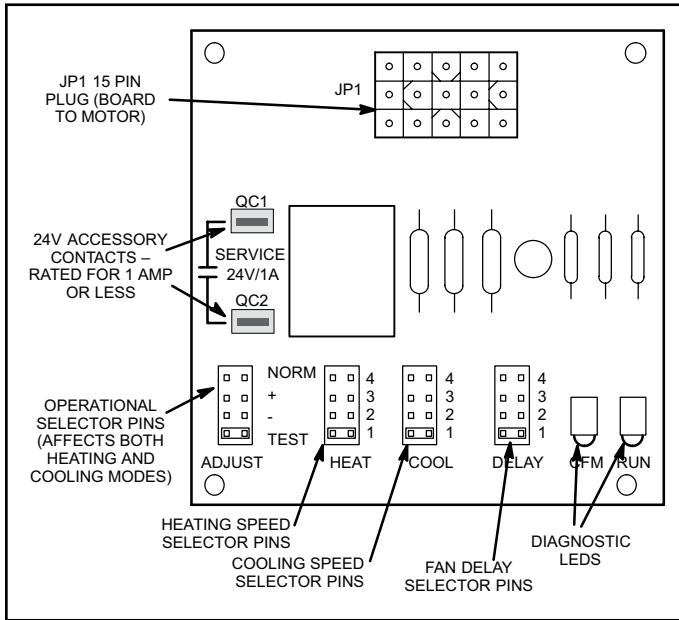 JP1 15 PIN
PLUG (BOARD
TO MOTOR)
JP1
QC1
24V ACCESSORY
CONTACTS –
RATED FOR 1 AMP
OR LESS
SERVICE
24V/1A
QC2
OPERATIONAL
SELECTOR PINS
(AFFECTS BOTH
HEATING AND
COOLING MODES)
NORM
+
-
TEST
ADJUST
4
3
2
1
HEAT
4
3
2
1
COOL
4
3
2
1
DELAY
CFM
RUN
HEATING SPEED
SELECTOR PINS
COOLING SPEED
SELECTOR PINS
FAN DELAY
SELECTOR PINS
DIAGNOSTIC
LEDS